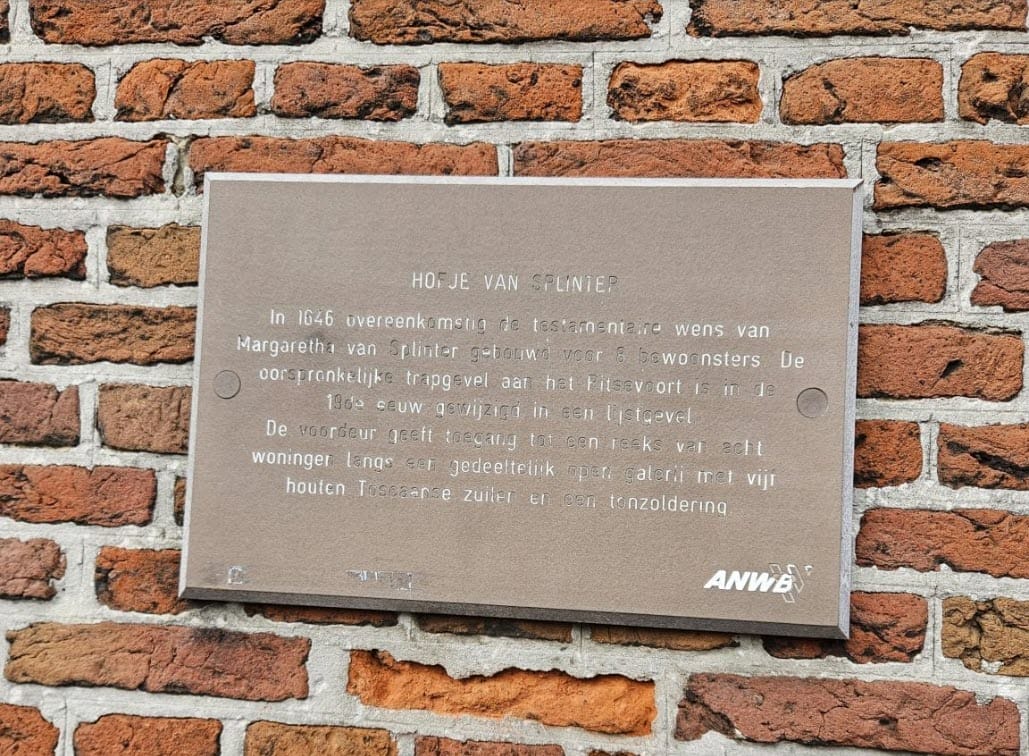 HOFJE VAN SPLINTER
In 1646 overeenkomstig de testamentaire wens van
Margaretha van Splinter gebouwd voor 8 bewoonsters. De
oorspronkelijke trapgevel aan het Ritsevoort is in de
19de eeuw gewijzigd in een lijstgevel.
De voordeur geeft toegang tot een reeks van acht
woningen langs een gedeeltelijk open galerij met vijf
houten Toscaanse zuilen en een tonzoldering.
ANWB